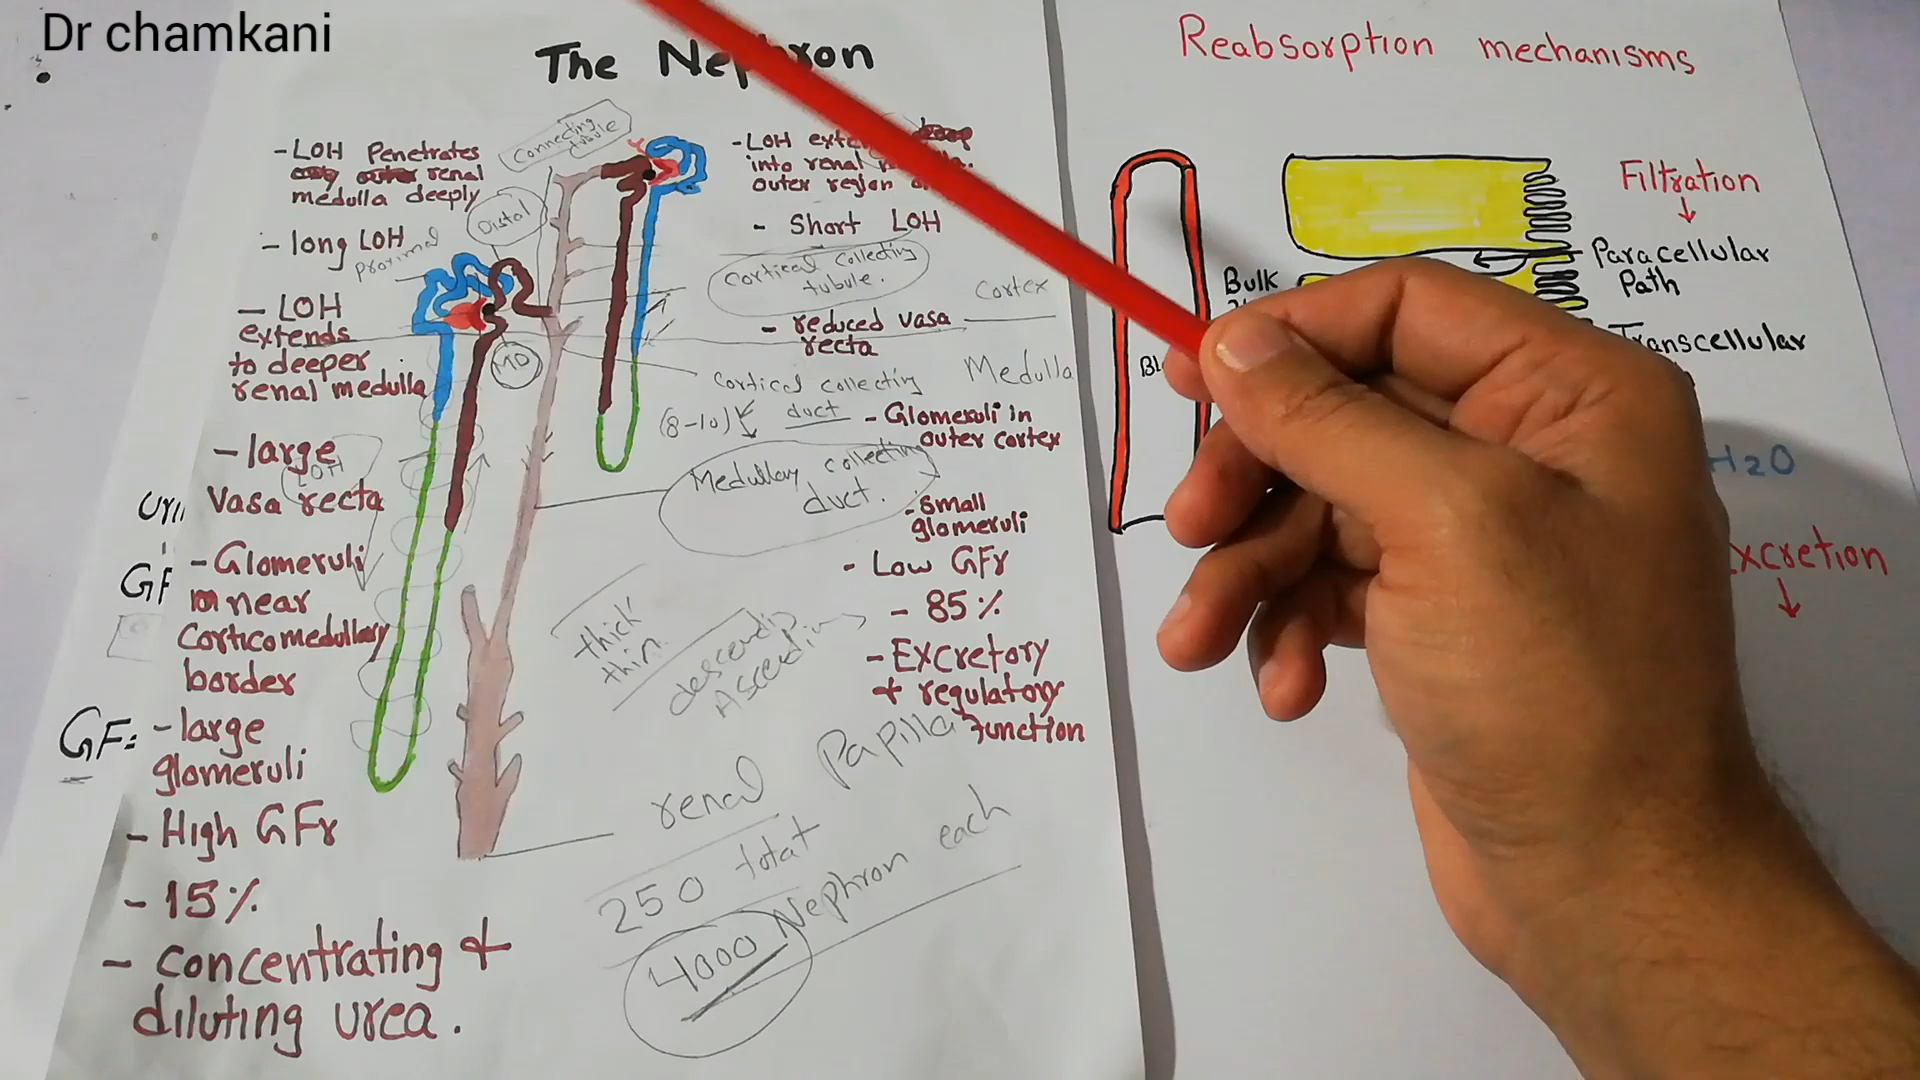 Dr chamkani
The Nephron
Connecting
tubule
- LOH Penetrates
renal
medulla deeply
Distal
- long LOH
Proximal
- LOH
extends
to deeper
renal medulla
MD
- large
LOH
Vasa recta
- Glomeruli
near
Corticomedullary
border
- large
glomeruli
- High GFr
- 15%
- concentrating &
diluting urea.
GF=
- LOH
into renal
outer region
- Short LOH
Cortical Collecting
tubule.
Cortex
- reduced vasa
recta
Cortical collecting
duct
Medulla
(8-10)
- Glomeruli in
outer cortex
Medullary collecting
duct.
- small
glomeruli
- Low GFr
- 85%
- Excretory
& regulatory
function
thick
thin
descending
Ascending
renal Papilla
250 total
4000 Nephron each
Reabsorption mechanisms
Filtration
Paracellular
Path
Bulk
Transcellular
H2O
xcretion